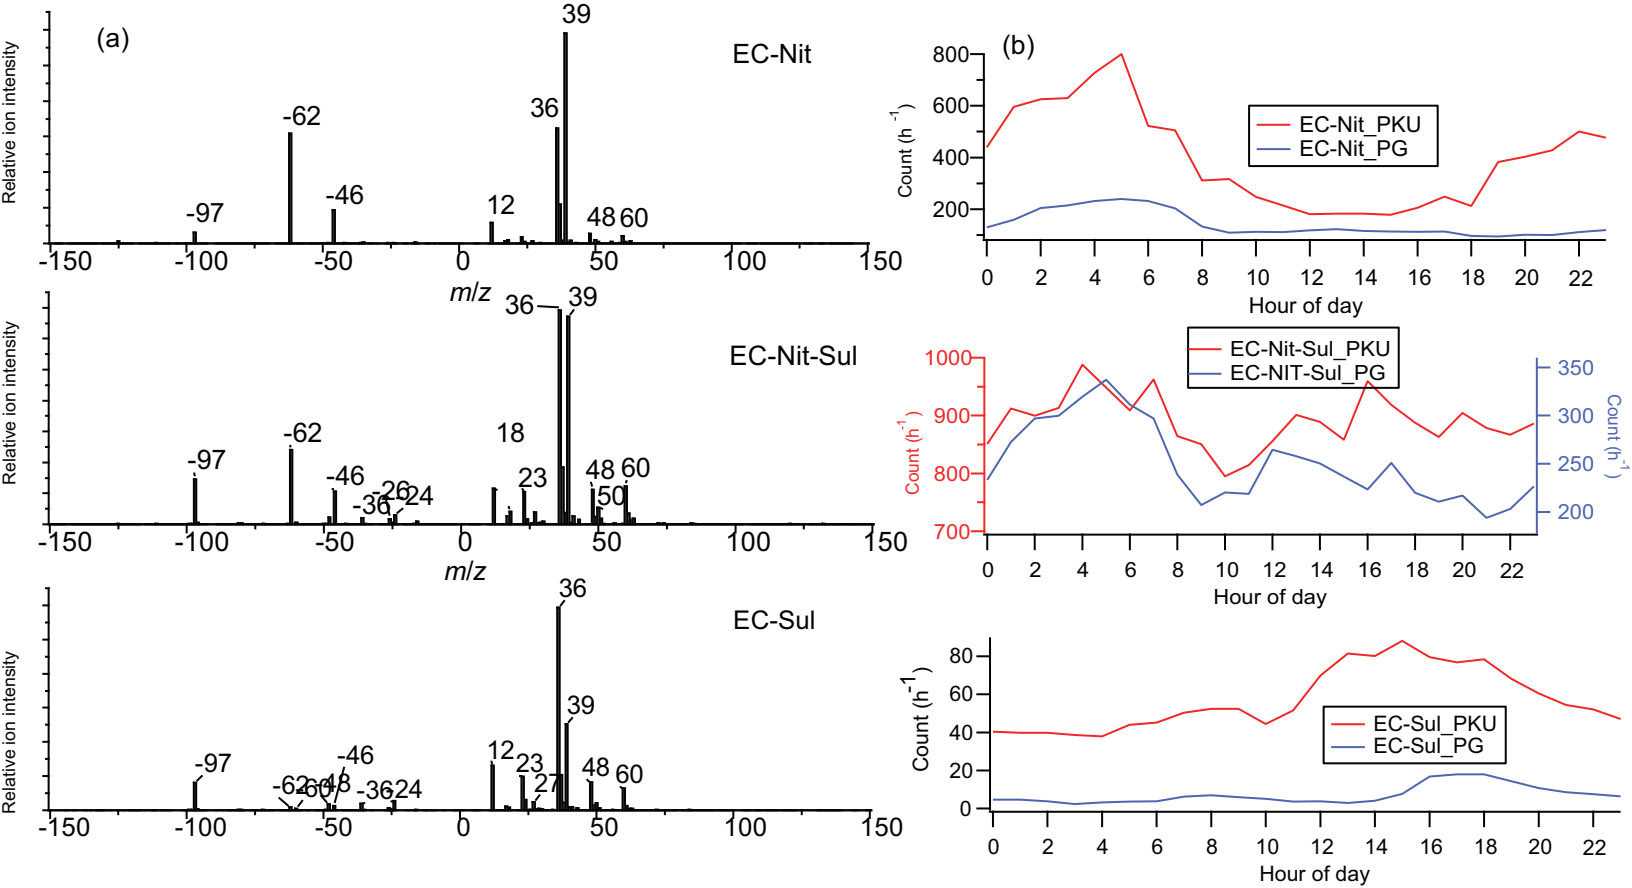 (a)
EC-Nit
Relative ion intensity
-97
-62
-46
12
36
39
48
60
-150
-100
-50
0
50
100
150
m/z
EC-Nit-Sul
Relative ion intensity
-97
-62
-46
-36
-26
-24
18
23
36
39
48
50
60
-150
-100
-50
0
50
100
150
m/z
EC-Sul
Relative ion intensity
-97
-62
-60
-48
-46
-36
-24
12
23
27
36
39
48
60
-150
-100
-50
0
50
100
150
(b)
800
600
400
200
Count (h⁻¹)
EC-Nit_PKU
EC-Nit_PG
0 2 4 6 8 10 12 14 16 18 20 22
Hour of day
EC-Nit-Sul_PKU
EC-NIT-Sul_PG
1000
900
800
700
Count (h⁻¹)
350
300
250
200
Count (h⁻¹)
0 2 4 6 8 10 12 14 16 18 20 22
Hour of day
80
60
40
20
0
Count (h⁻¹)
EC-Sul_PKU
EC-Sul_PG
0 2 4 6 8 10 12 14 16 18 20 22
Hour of day